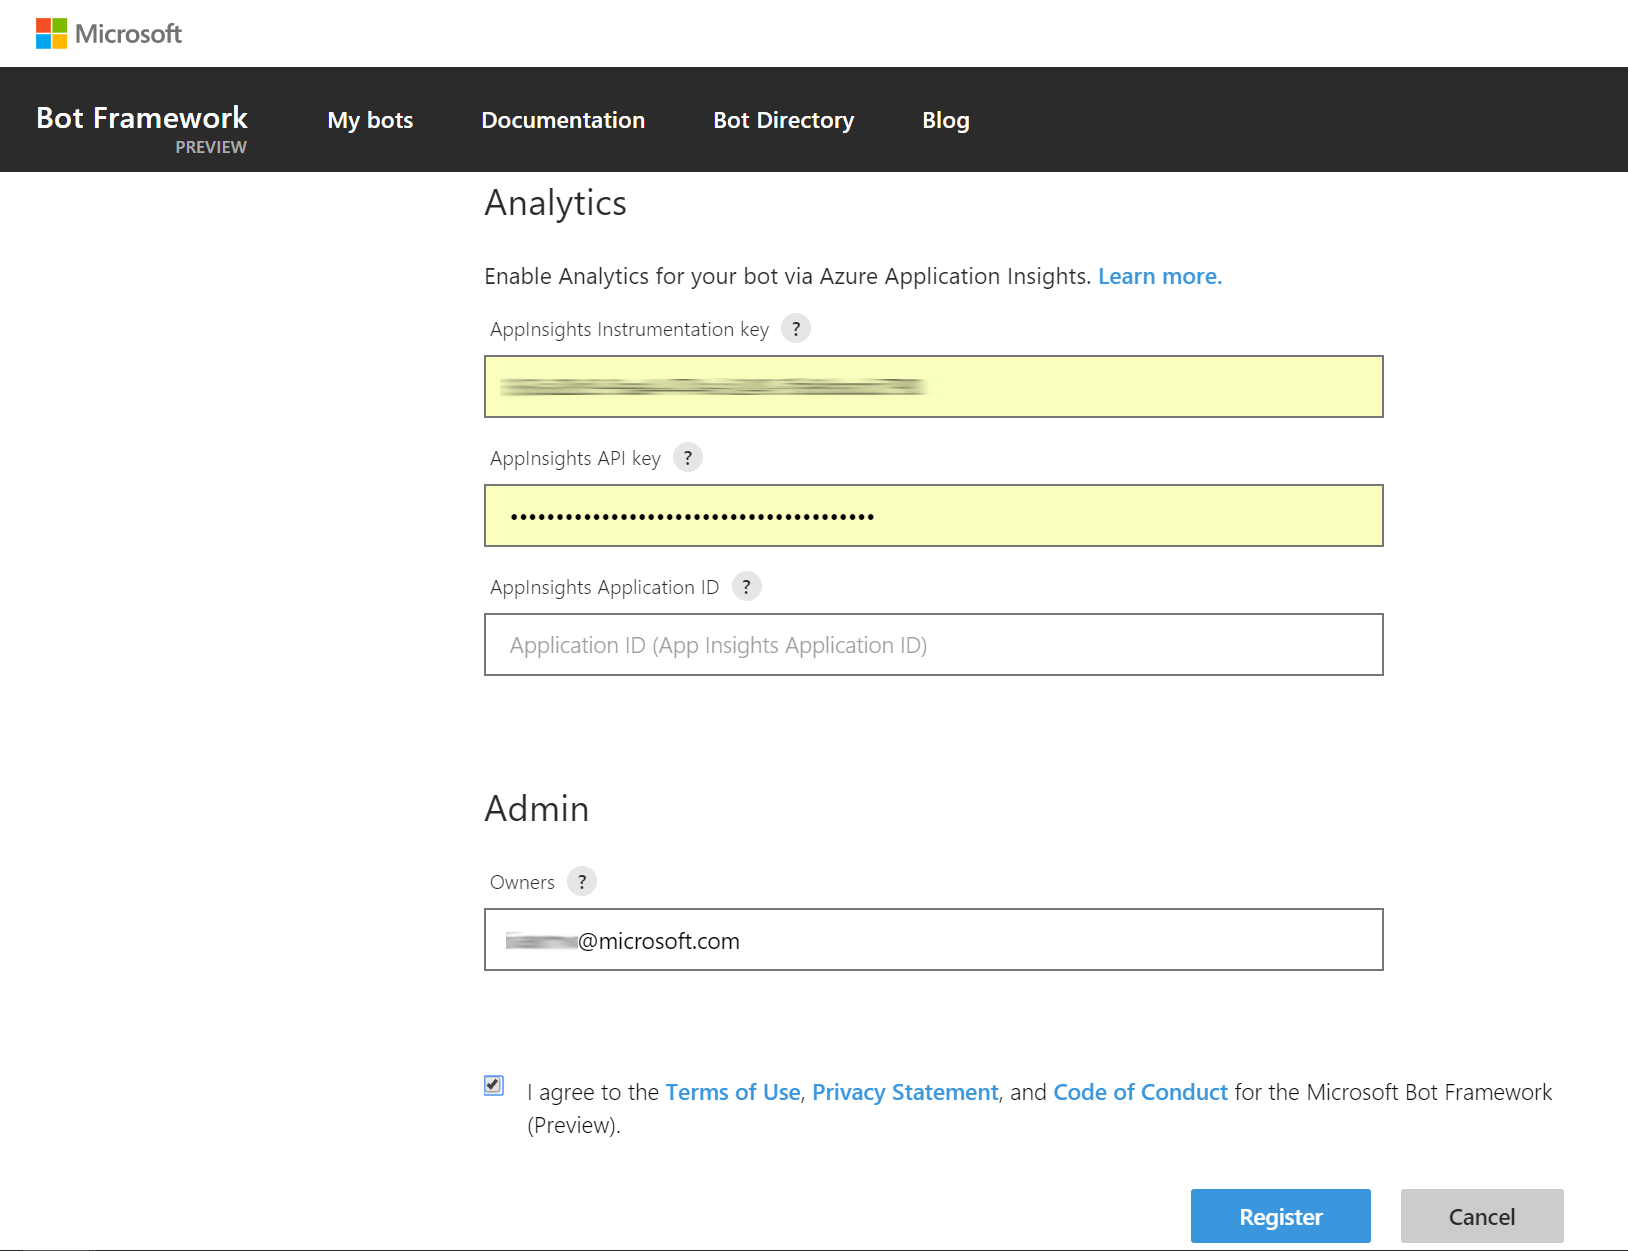 Microsoft
Bot Framework My bots Documentation Bot Directory Blog
PREVIEW
Analytics
Enable Analytics for your bot via Azure Application Insights. Learn more.
AppInsights Instrumentation key ?
AppInsights API key ?
••••••••••••••••••••••••••••••••••••••••
AppInsights Application ID ?
Application ID (App Insights Application ID)
Admin
Owners ?
@microsoft.com
I agree to the Terms of Use, Privacy Statement, and Code of Conduct for the Microsoft Bot Framework
(Preview).
Register Cancel